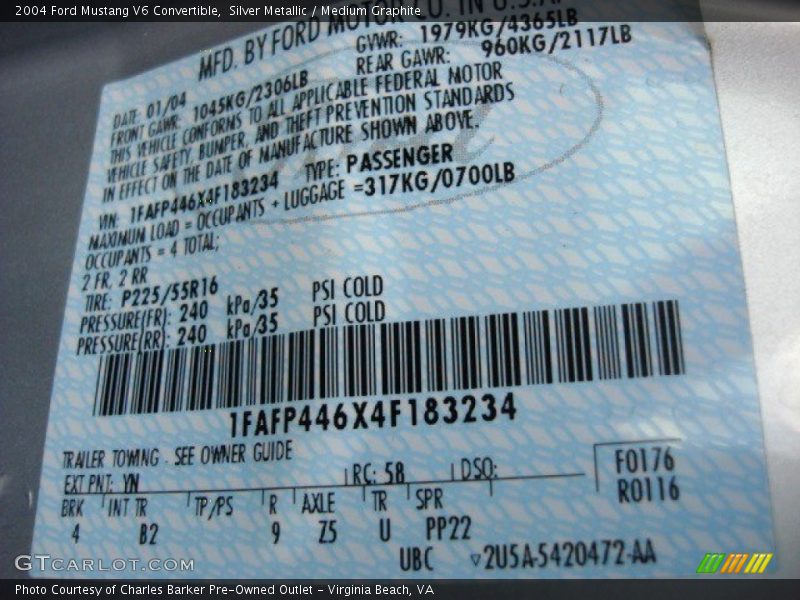 2004 Ford Mustang V6 Convertible, Silver Metallic / Medium Graphite
MFD. BY FORD MOTOR CO. IN U.S.A.
DATE: 01/04 GVWR: 1979KG/4365LB
FRONT GAWR: 1045KG/2306LB REAR GAWR: 960KG/2117LB
THIS VEHICLE CONFORMS TO ALL APPLICABLE FEDERAL MOTOR
VEHICLE SAFETY, BUMPER, AND THEFT PREVENTION STANDARDS
IN EFFECT ON THE DATE OF MANUFACTURE SHOWN ABOVE.
VIN: 1FAFP446X4F183234 TYPE: PASSENGER
MAXIMUM LOAD = OCCUPANTS + LUGGAGE =317KG/0700LB
OCCUPANTS = 4 TOTAL;
2 FR, 2 RR
TIRE: P225/55R16
PRESSURE(FR): 240 kPa/35 PSI COLD
PRESSURE(RR): 240 kPa/35 PSI COLD
1FAFP446X4F183234
TRAILER TOWING - SEE OWNER GUIDE
EXT PNT: YN RC: 58 DSO: F0176
R0116
BRK INT TR TP/PS R AXLE TR SPR
4 B2 9 Z5 U PP22
UBC ▿2U5A-5420472-AA
GTCARLOT.COM
Photo Courtesy of Charles Barker Pre-Owned Outlet - Virginia Beach, VA